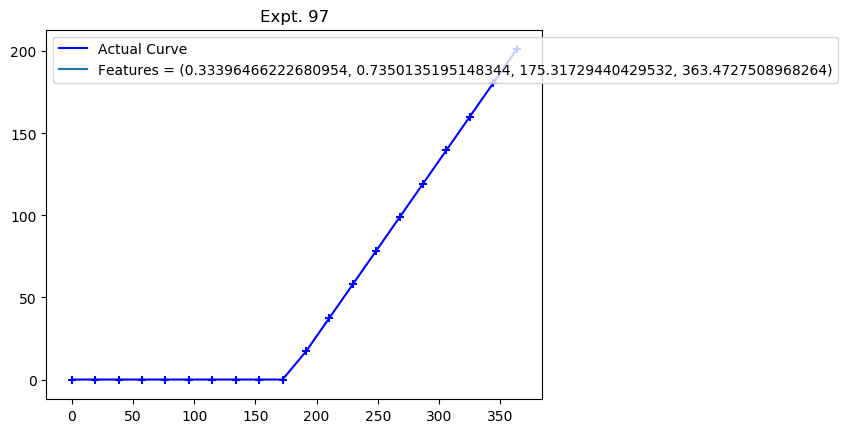 Expt. 97
Actual Curve
Features = (0.33396466222680954, 0.7350135195148344, 175.31729440429532, 363.4727508968264)
200
150
100
50
0
0 50 100 150 200 250 300 350